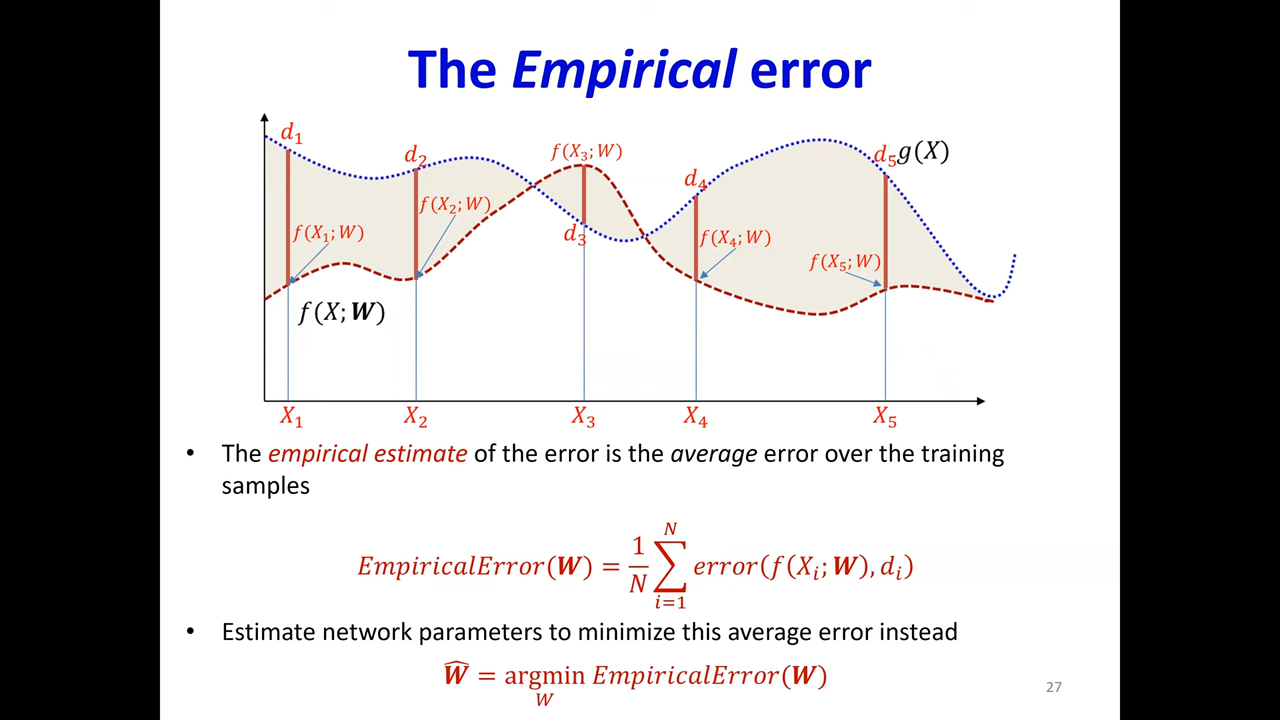 The Empirical error
d₁
d₂
f(X₃;W)
d₄
d₅
g(X)
f(X₁;W)
f(X₂;W)
d₃
f(X₄;W)
f(X₅;W)
f(X;W)
X₁ X₂ X₃ X₄ X₅
• The empirical estimate of the error is the average error over the training
samples
EmpiricalError(W) = 1/N ∑_{i=1}^{N} error(f(Xᵢ;W), dᵢ)
• Estimate network parameters to minimize this average error instead
Ŵ = argmin_W EmpiricalError(W)
27